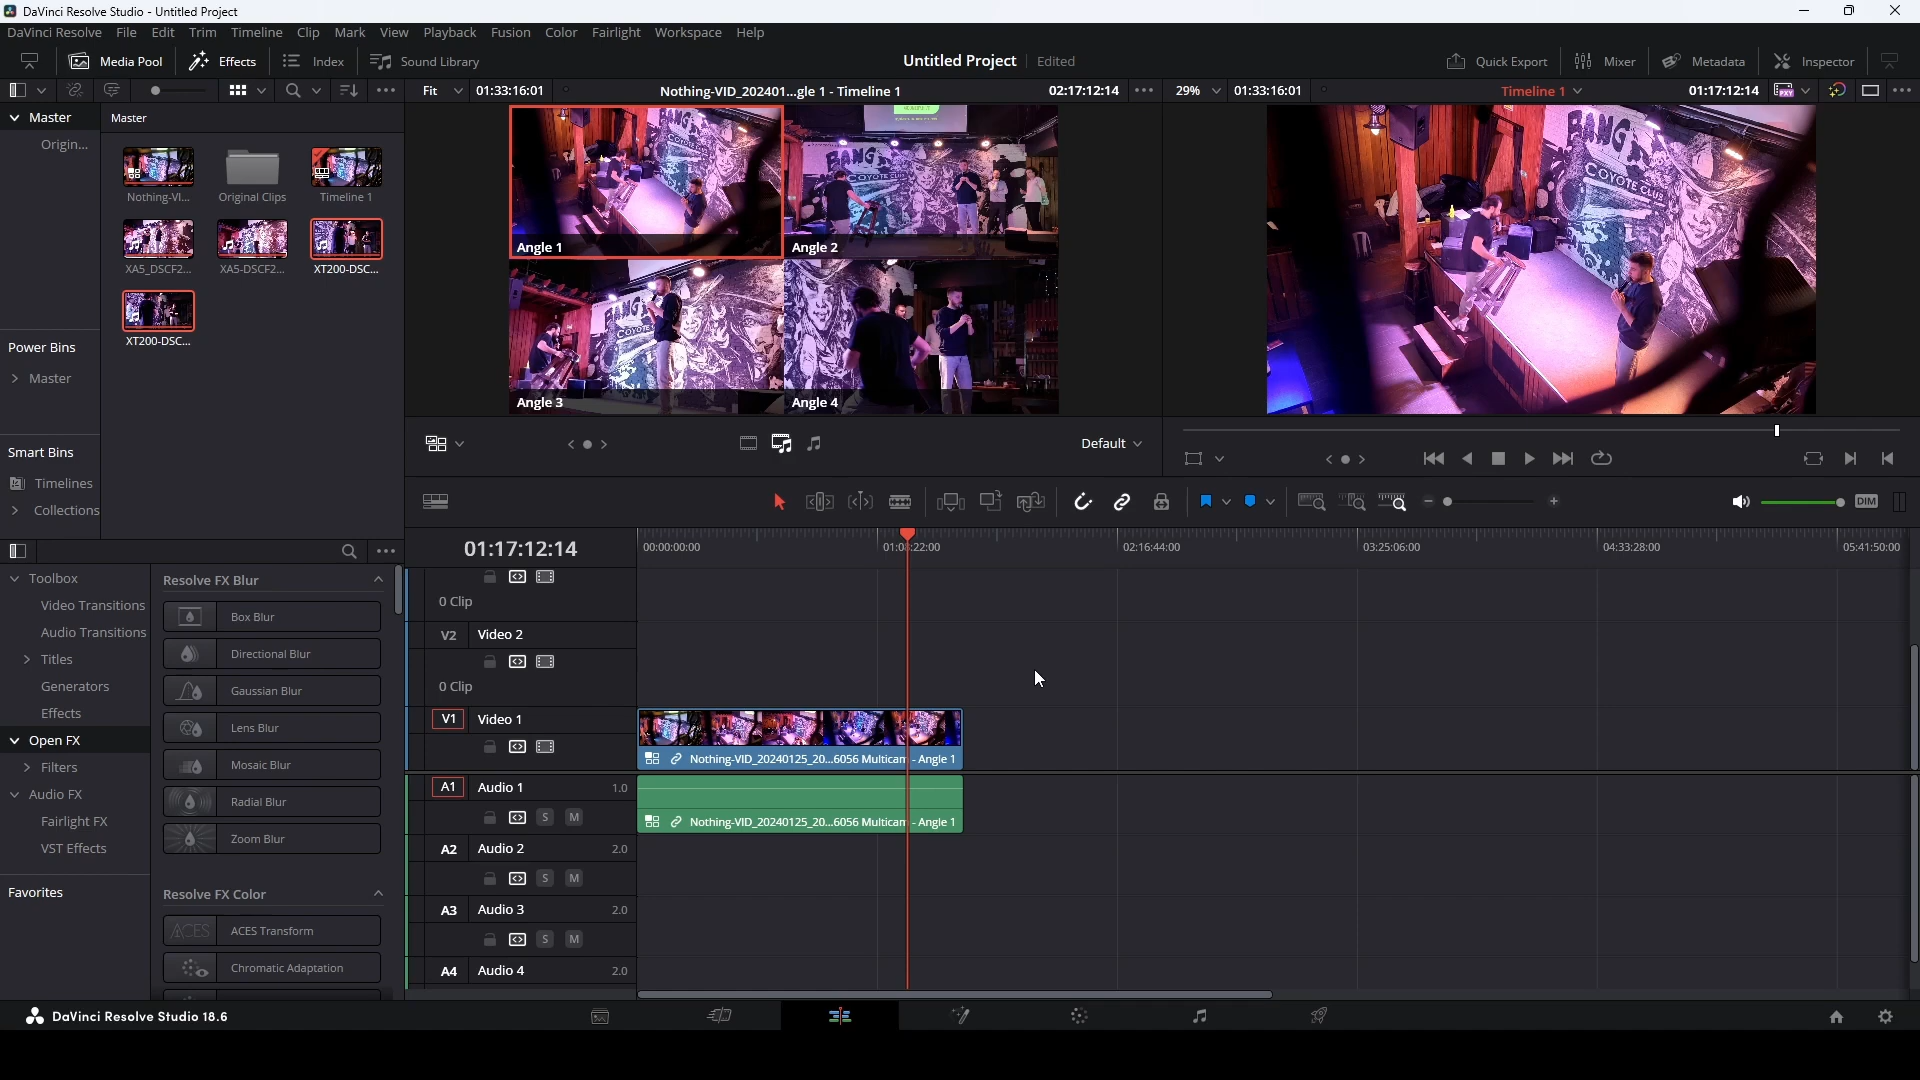 DaVinci Resolve Studio - Untitled Project
DaVinci Resolve File Edit Trim Timeline Clip Mark View Playback Fusion Color Fairlight Workspace Help
Media Pool Effects Index Sound Library Untitled Project Edited Quick Export Mixer Metadata Inspector
Fit 01:33:16:01 Nothing-VID_202401...gle 1 - Timeline 1 02:17:12:14 29% 01:33:16:01 Timeline 1 01:17:12:14 PXY
Master Master
Origin...
Nothing-VI... Original Clips Timeline 1
XA5_DSCF2... XA5-DSCF2... XT200-DSC...
XT200-DSC...
Power Bins
Master
Smart Bins
Timelines
Collections
Angle 1 Angle 2
Angle 3 Angle 4
BANG
COYOTE CLUB
Default
DIM
01:17:12:14 00:00:00:00 02:16:44:00 03:25:06:00 04:33:28:00 05:41:50:00
Toolbox
Video Transitions
Audio Transitions
Titles
Generators
Effects
Open FX
Filters
Audio FX
Fairlight FX
VST Effects
Favorites
Resolve FX Blur
Box Blur
Directional Blur
Gaussian Blur
Lens Blur
Mosaic Blur
Radial Blur
Zoom Blur
Resolve FX Color
ACES ACES Transform
Chromatic Adaptation
0 Clip
V2 Video 2
0 Clip
V1 Video 1
Nothing-VID_20240125_20...6056 Multicam - Angle 1
A1 Audio 1 1.0
S M
Nothing-VID_20240125_20...6056 Multicam - Angle 1
A2 Audio 2 2.0
S M
A3 Audio 3 2.0
S M
A4 Audio 4 2.0
DaVinci Resolve Studio 18.6